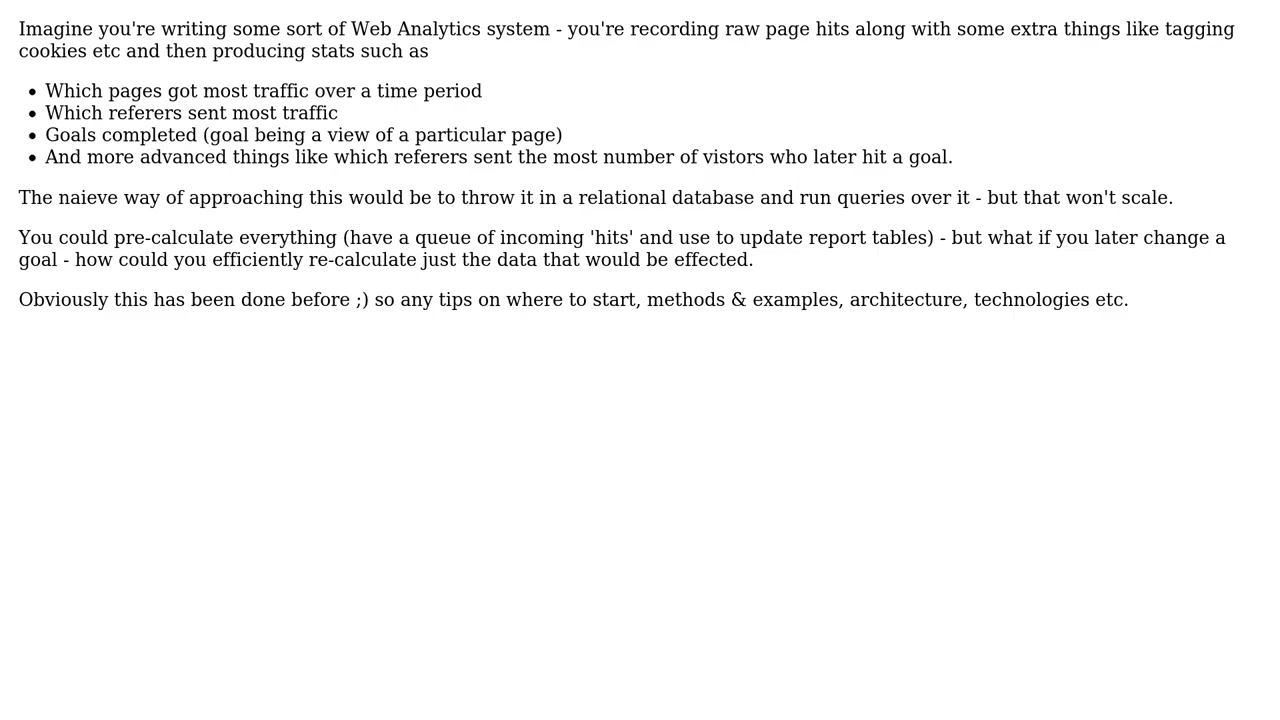 Imagine you're writing some sort of Web Analytics system - you're recording raw page hits along with some extra things like tagging
cookies etc and then producing stats such as
• Which pages got most traffic over a time period
• Which referers sent most traffic
• Goals completed (goal being a view of a particular page)
• And more advanced things like which referers sent the most number of vistors who later hit a goal.
The naieve way of approaching this would be to throw it in a relational database and run queries over it - but that won't scale.
You could pre-calculate everything (have a queue of incoming 'hits' and use to update report tables) - but what if you later change a
goal - how could you efficiently re-calculate just the data that would be effected.
Obviously this has been done before ;) so any tips on where to start, methods & examples, architecture, technologies etc.